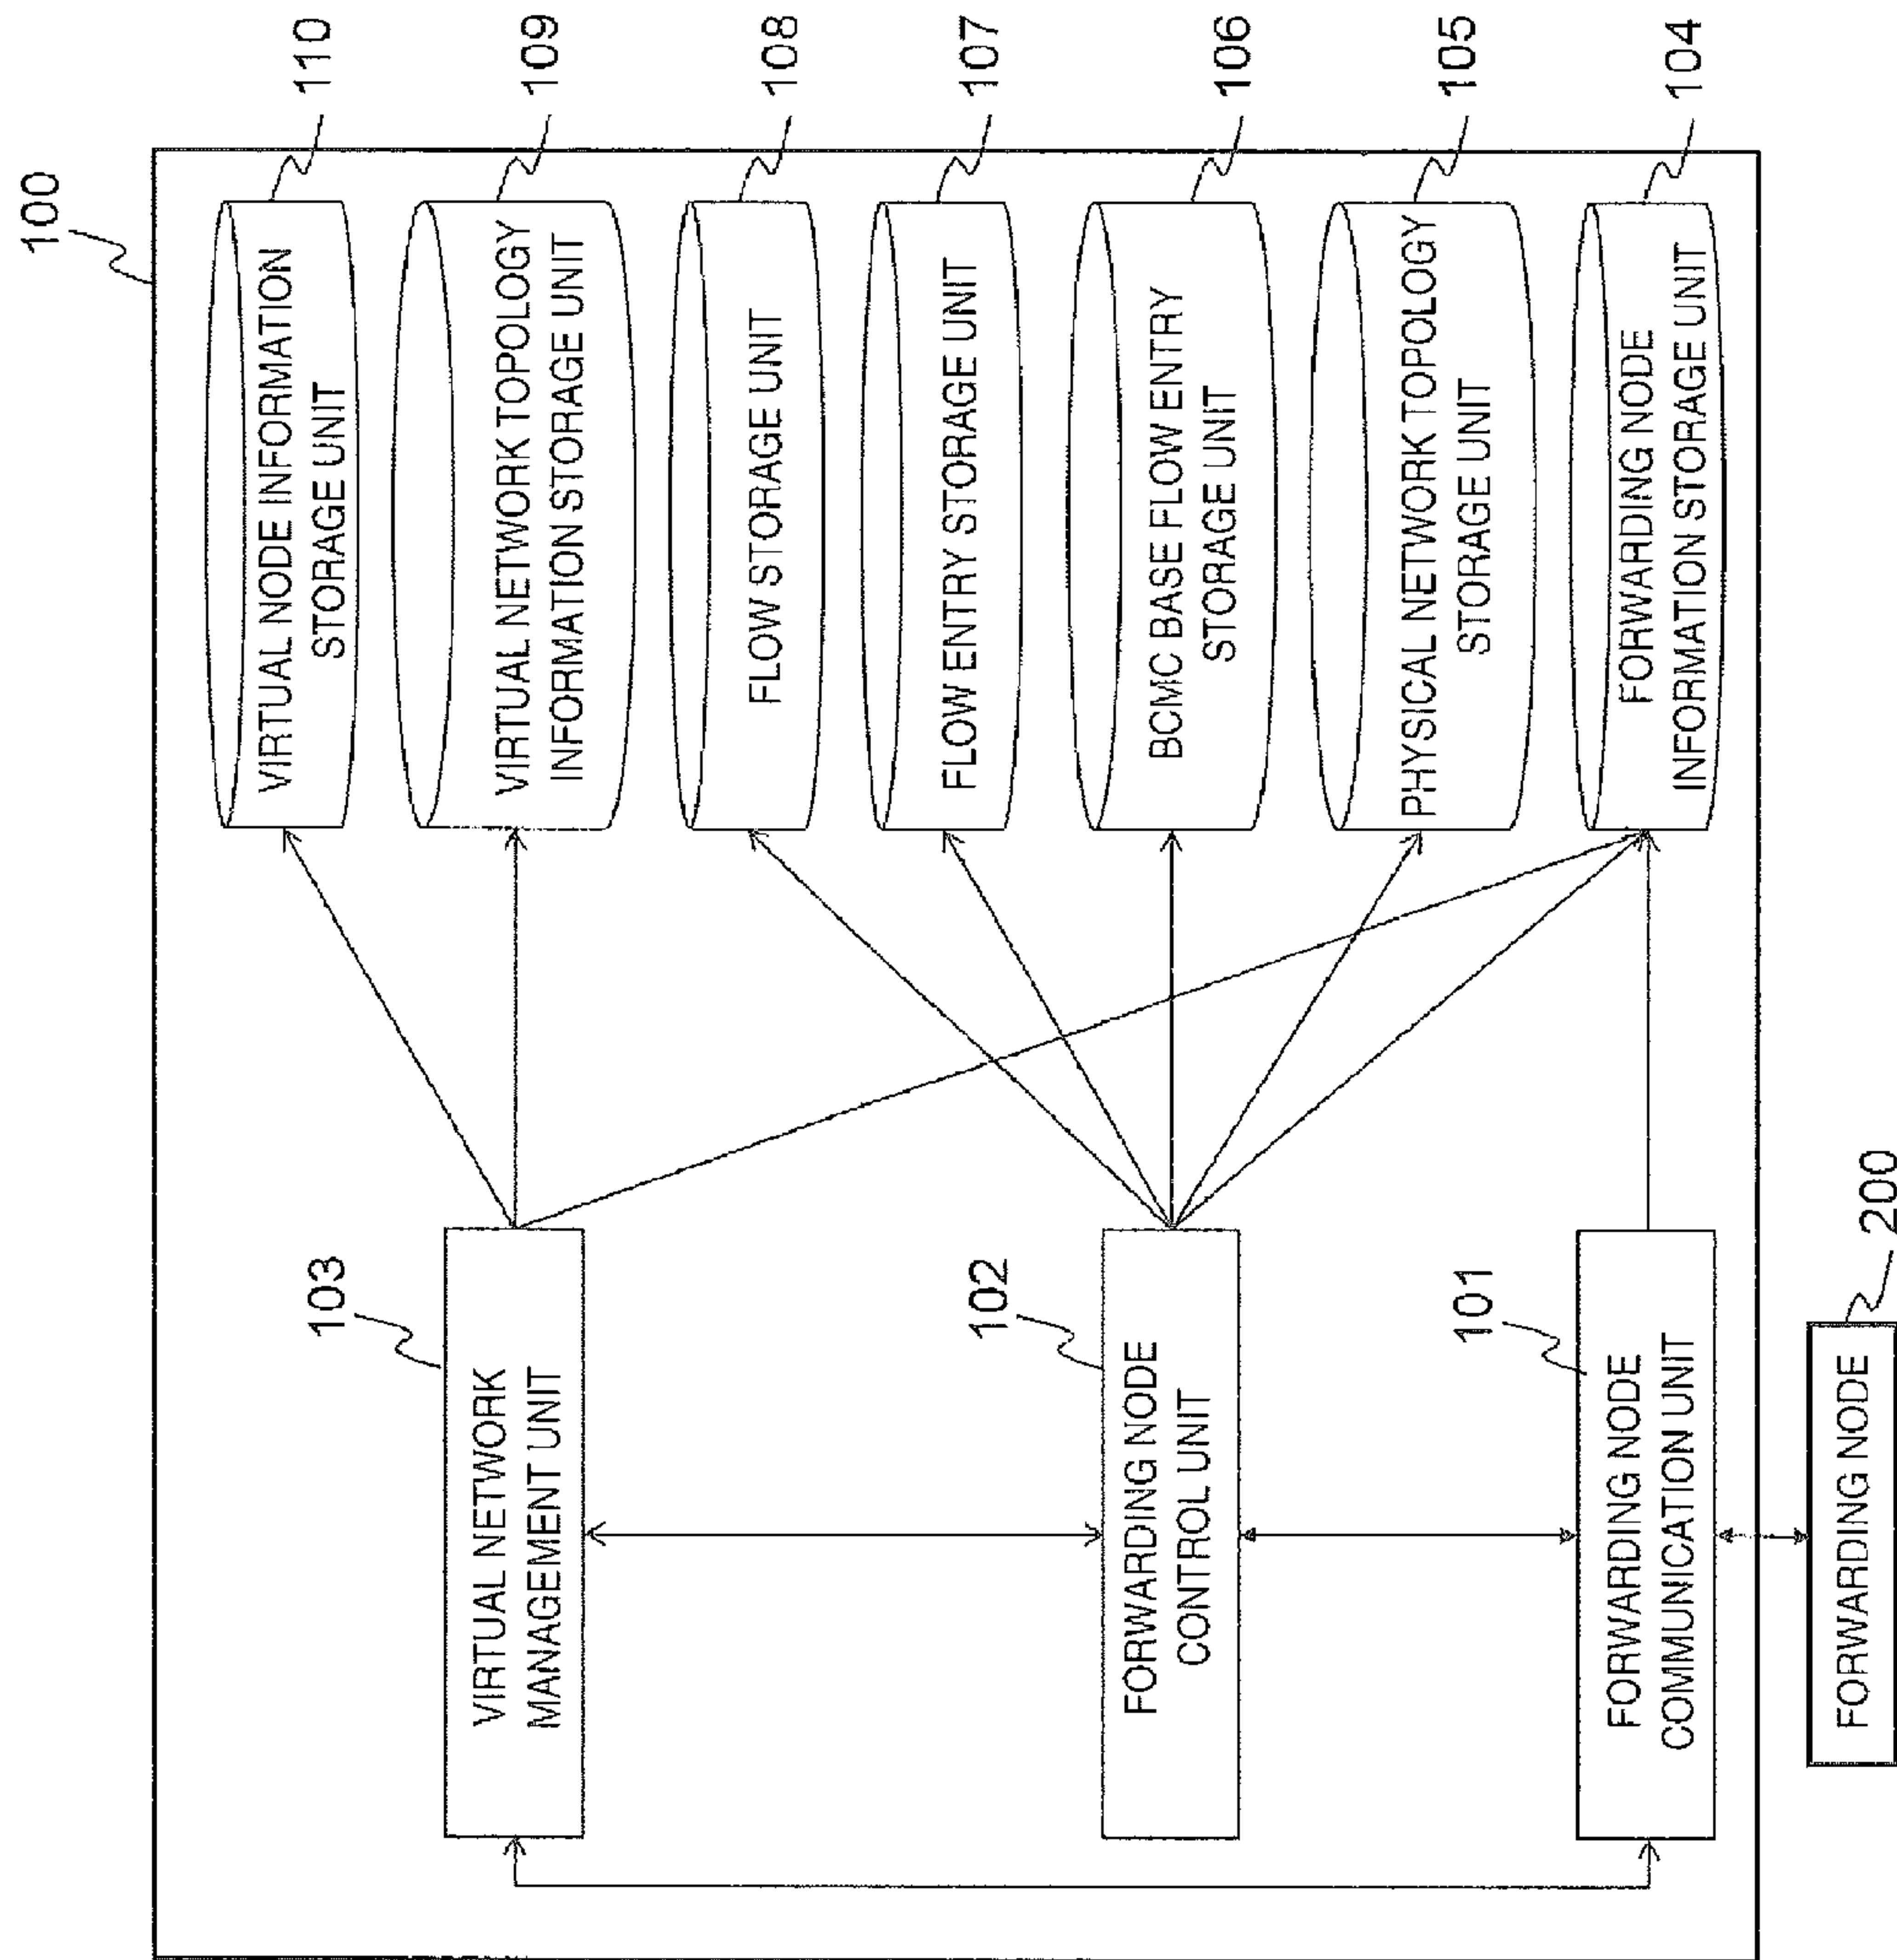 100
VIRTUAL NODE INFORMATION
STORAGE UNIT
110
VIRTUAL NETWORK TOPOLOGY
INFORMATION STORAGE UNIT
109
FLOW STORAGE UNIT
108
FLOW ENTRY STORAGE UNIT
107
BCMC BASE FLOW ENTRY
STORAGE UNIT
106
PHYSICAL NETWORK TOPOLOGY
STORAGE UNIT
105
FORWARDING NODE
INFORMATION STORAGE UNIT
104
103
VIRTUAL NETWORK
MANAGEMENT UNIT
102
FORWARDING NODE
CONTROL UNIT
101
FORWARDING NODE
COMMUNICATION UNIT
200
FORWARDING NODE